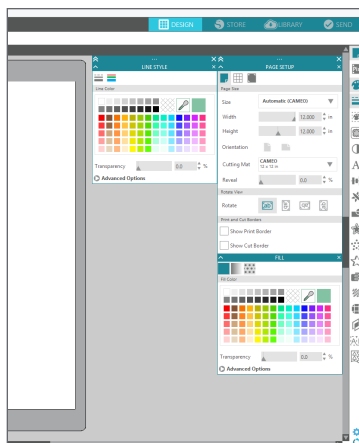 DESIGN
STORE
LIBRARY
SEND
LINE STYLE
Line Color
Transparency 0.0 %
Advanced Options
PAGE SETUP
Page Size
Size Automatic (CAMEO)
Width 12.000 in
Height 12.000 in
Orientation
Cutting Mat CAMEO
12 x 12 in
Reveal 0.0 %
Rotate View
Rotate
Print and Cut Borders
Show Print Border
Show Cut Border
FILL
Fill Color
Transparency 0.0 %
Advanced Options